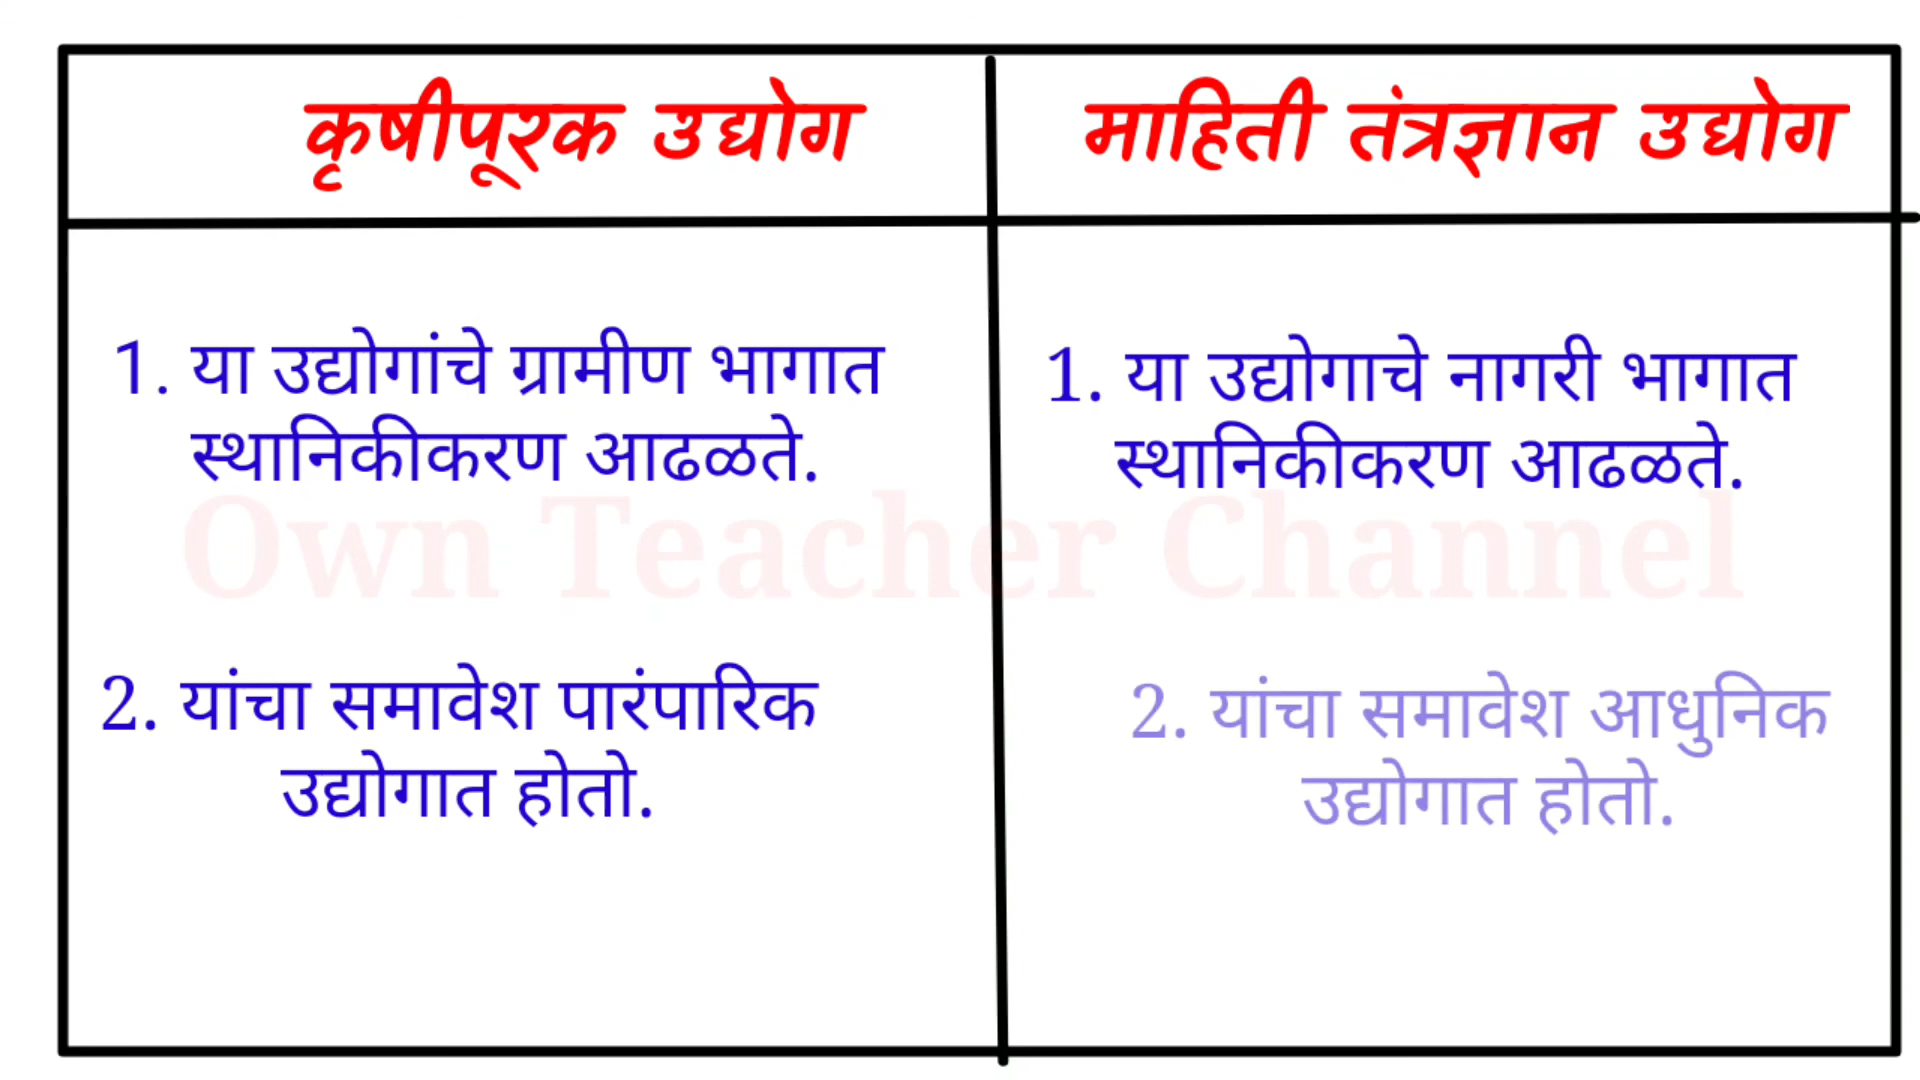 कृषीपूरक उद्योग
माहिती तंत्रज्ञान उद्योग
1. या उद्योगांचे ग्रामीण भागात
स्थानिकीकरण आढळते.
1. या उद्योगाचे नागरी भागात
स्थानिकीकरण आढळते.
Own Teacher Channel
2. यांचा समावेश पारंपारिक
उद्योगात होतो.
2. यांचा समावेश आधुनिक
उद्योगात होतो.